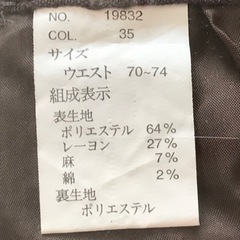 NO. 19832
COL. 35
サイズ
ウエスト 70~74
組成表示
表生地
ポリエステル 64%
レーヨン 27%
麻 7%
綿 2%
裏生地
ポリエステル